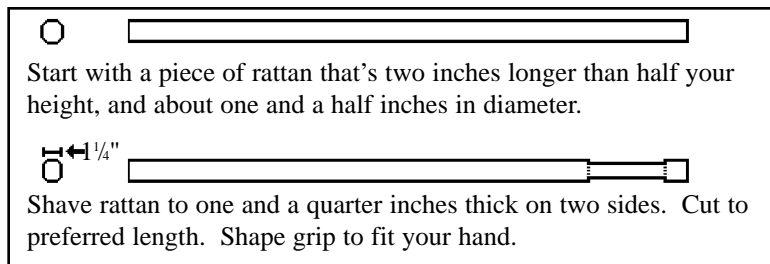 Start with a piece of rattan that's two inches longer than half your
height, and about one and a half inches in diameter.
1¼"
Shave rattan to one and a quarter inches thick on two sides.  Cut to
preferred length.  Shape grip to fit your hand.